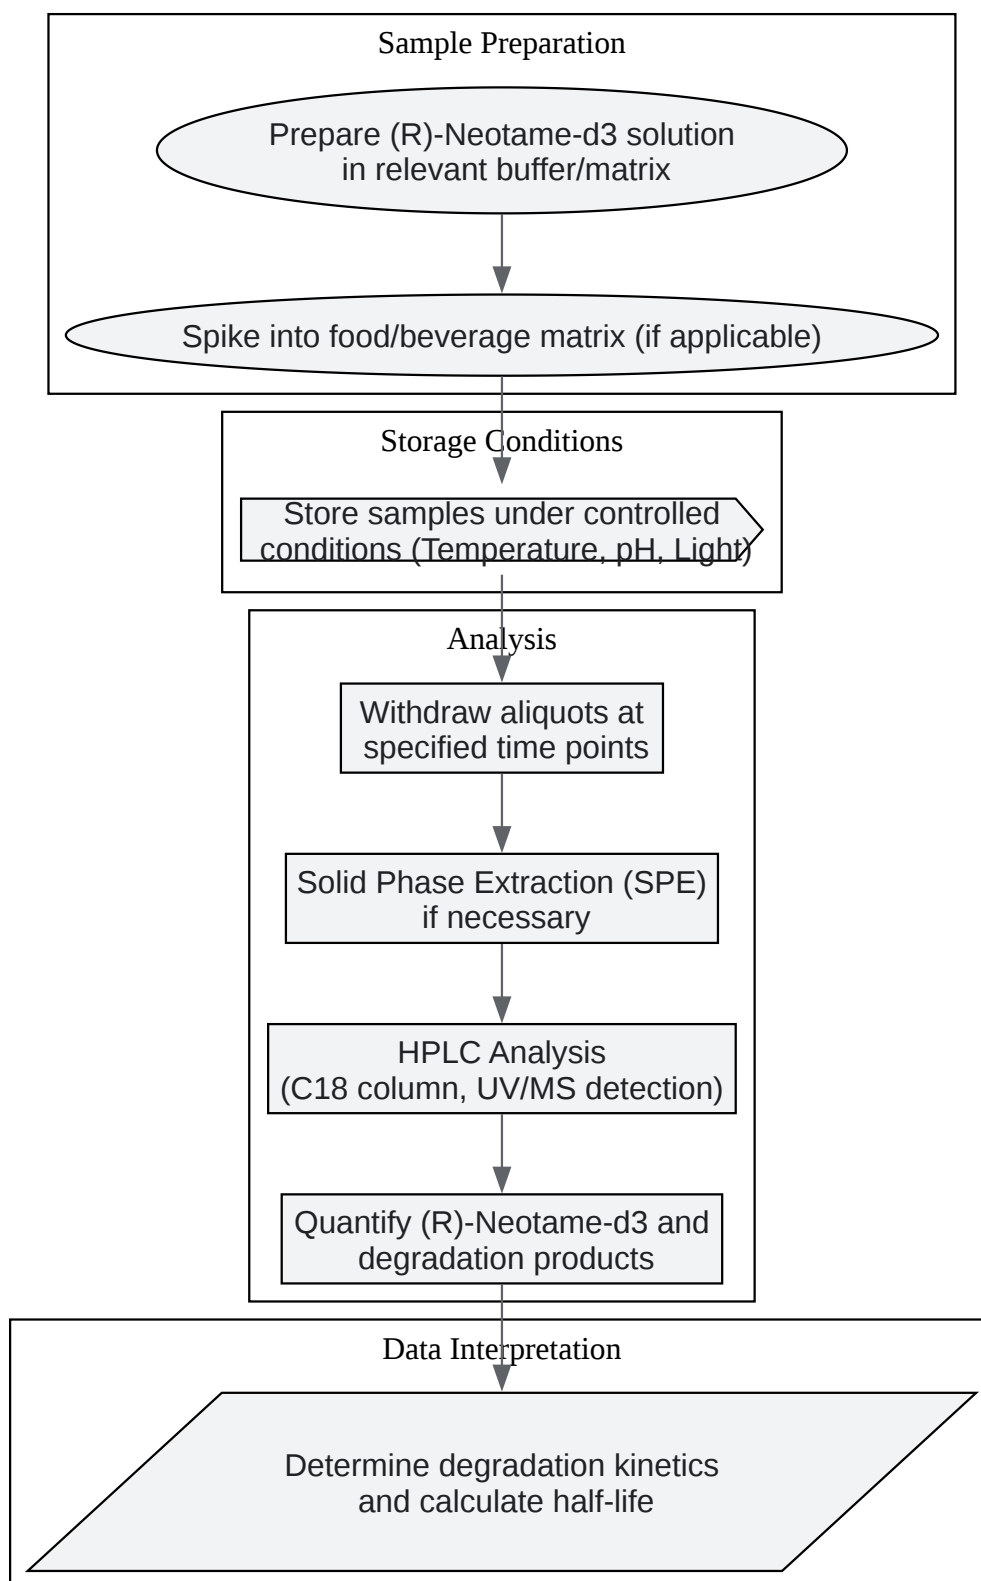 Sample Preparation
Prepare (R)-Neotame-d3 solution
in relevant buffer/matrix
Spike into food/beverage matrix (if applicable)
Storage Conditions
Store samples under controlled
conditions (Temperature, pH, Light)
Analysis
Withdraw aliquots at
specified time points
Solid Phase Extraction (SPE)
if necessary
HPLC Analysis
(C18 column, UV/MS detection)
Quantify (R)-Neotame-d3 and
degradation products
Data Interpretation
Determine degradation kinetics
and calculate half-life